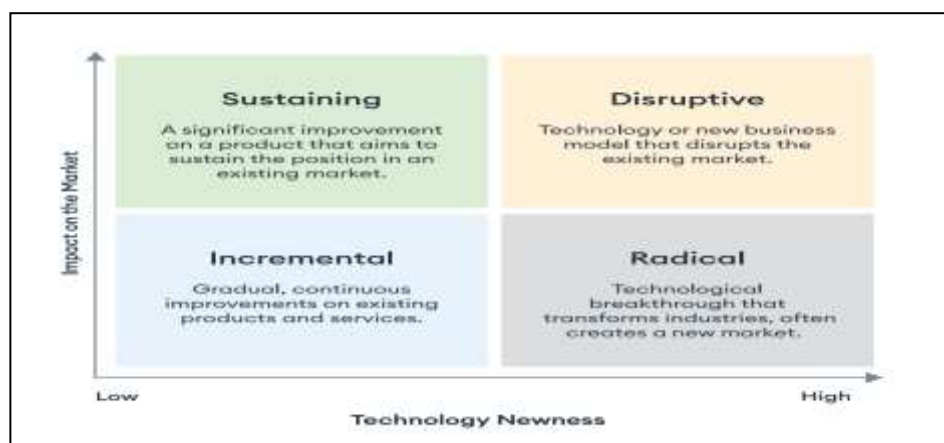 Impact on the Market
Sustaining
A significant improvement
on a product that aims to
sustain the position in an
existing market.
Disruptive
Technology or new business
model that disrupts the
existing market.
Incremental
Gradual, continuous
improvements on existing
products and services.
Radical
Technological
breakthrough that
transforms industries, often
creates a new market.
Low
High
Technology Newness